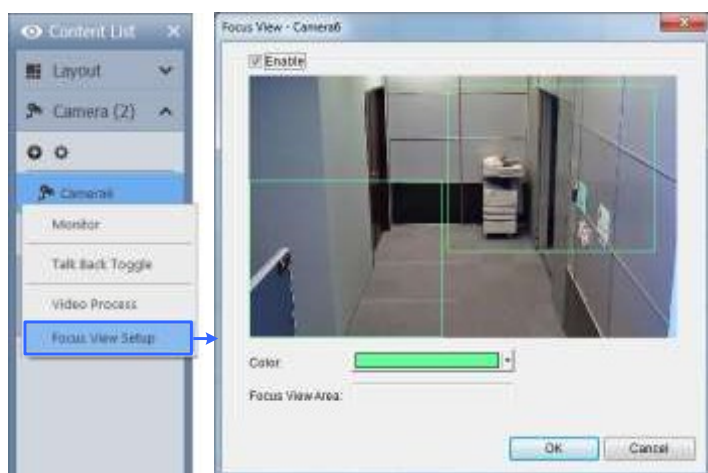 Content List
Layout
Camera (2)
Camera6
Monitor
Talk Back Toggle
Video Process
Focus View Setup
Focus View - Camera6
Enable
Color:
Focus View Area:
OK
Cancel